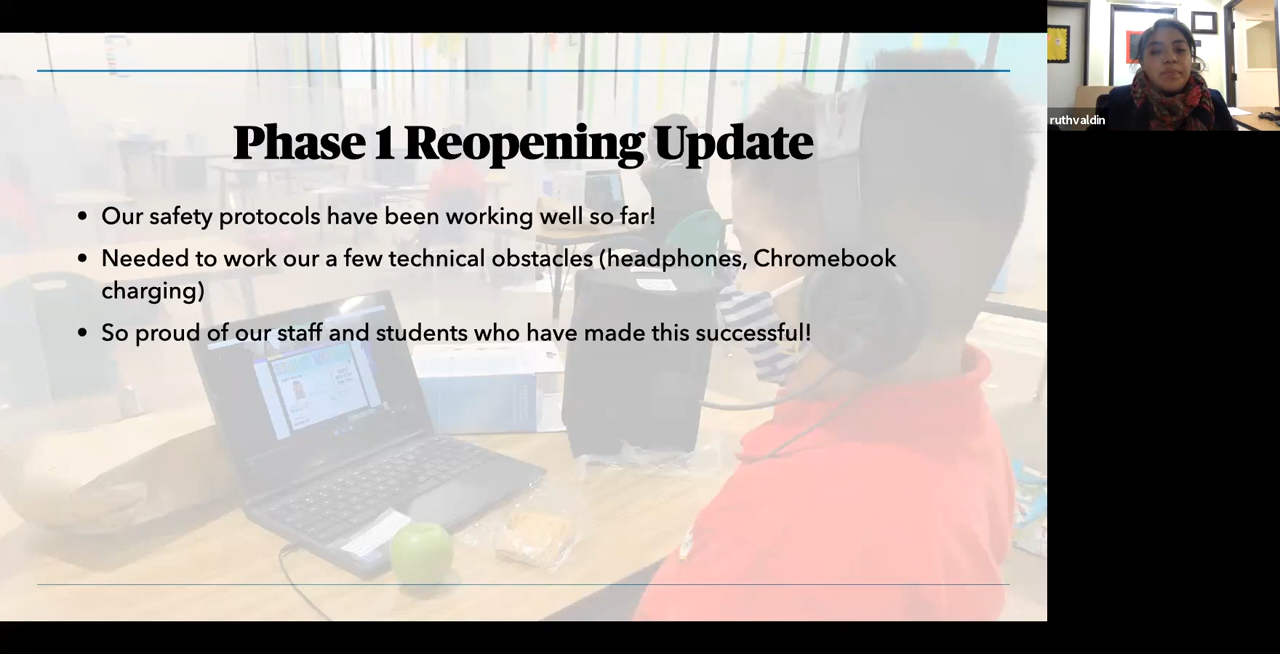 Phase 1 Reopening Update
• Our safety protocols have been working well so far!
• Needed to work our a few technical obstacles (headphones, Chromebook
charging)
• So proud of our staff and students who have made this successful!
ruthvaldin